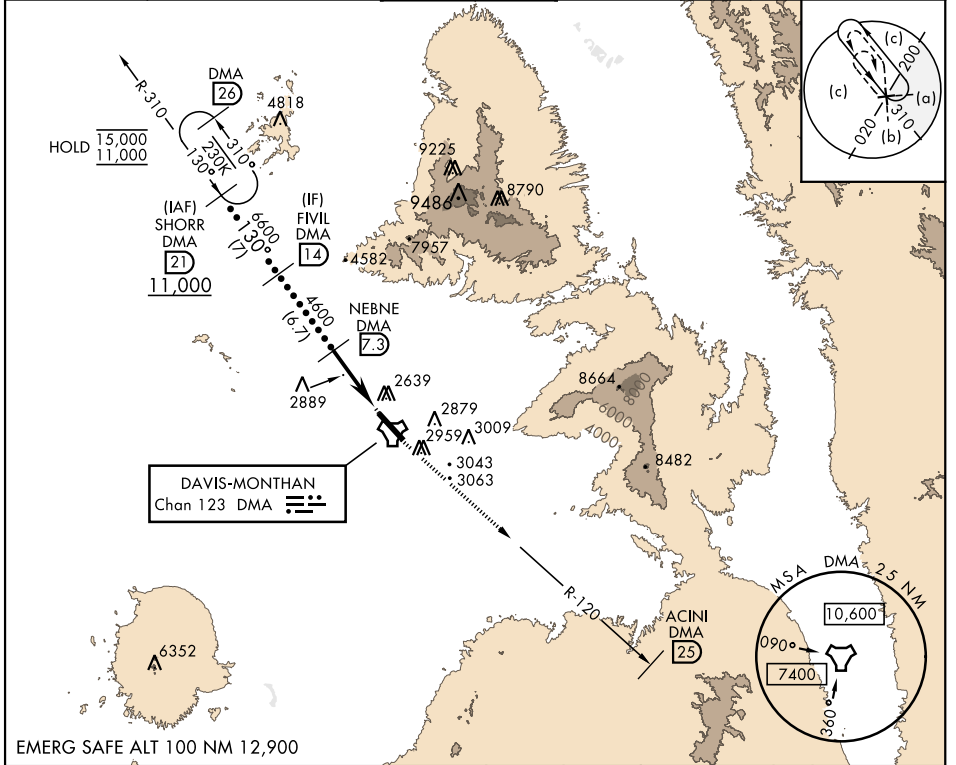 R-310
DMA
26
4818
HOLD 15,000
11,000
310°
230K
130°
(IAF)
SHORR
DMA
21
11,000
6600
130°
(7)
(IF)
FIVIL
DMA
14
4600
(6.7)
NEBNE
DMA
7.3
9225
9486
8790
7957
4582
2889
2639
2879
2959
3009
3043
3063
8664
8000
6000
4000
8482
DAVIS-MONTHAN
Chan 123 DMA
R-120
ACINI
DMA
25
6352
EMERG SAFE ALT 100 NM 12,900
MSA DMA 25 NM
10,600
090°
7400
360°
(c)
200
(c)
(a)
310
020
(b)